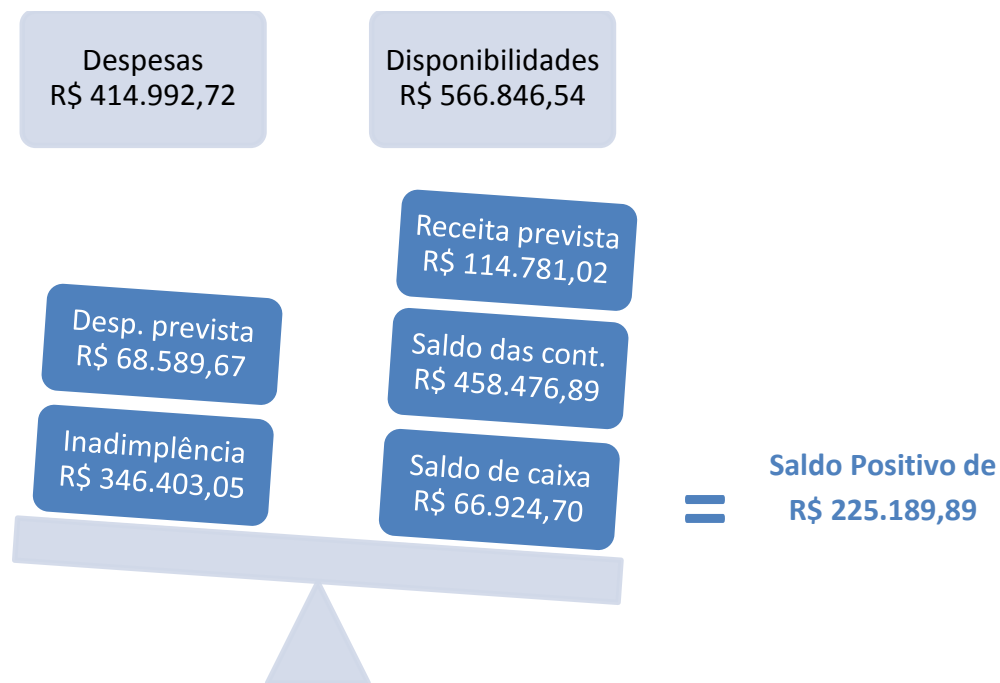 Despesas
R$ 414.992,72
Disponibilidades
R$ 566.846,54
Receita prevista
R$ 114.781,02
Desp. prevista
R$ 68.589,67
Saldo das cont.
R$ 458.476,89
Inadimplência
R$ 346.403,05
Saldo de caixa
R$ 66.924,70
=
Saldo Positivo de
R$ 225.189,89